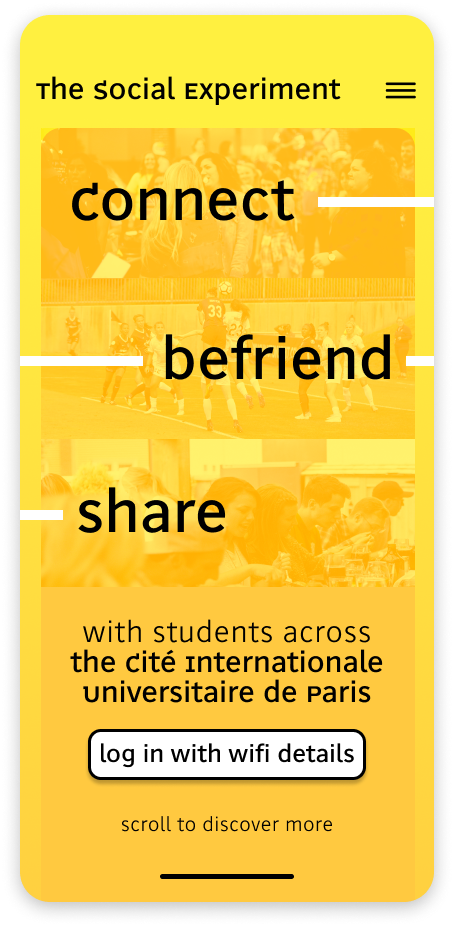 The Social Experiment
connect
33
befriend
share
with students across
the Cité Internationale
Universitaire de Paris
log in with wifi details
scroll to discover more